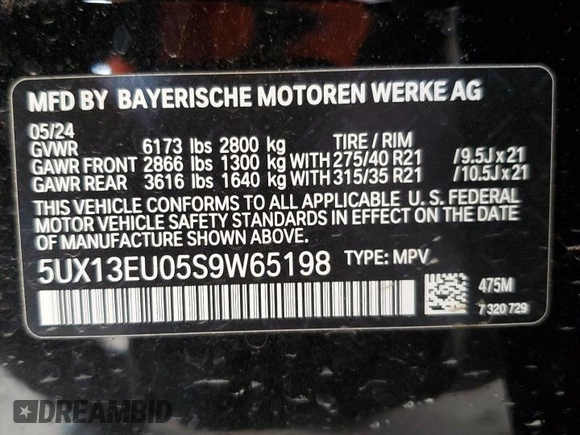 MFD BY BAYERISCHE MOTOREN WERKE AG
05/24
GVWR 6173 lbs 2800 kg TIRE / RIM
GAWR FRONT 2866 lbs 1300 kg WITH 275/40 R21 / 9.5J x 21
GAWR REAR 3616 lbs 1640 kg WITH 315/35 R21 / 10.5J x 21
THIS VEHICLE CONFORMS TO ALL APPLICABLE U. S. FEDERAL
MOTOR VEHICLE SAFETY STANDARDS IN EFFECT ON THE DATE
OF MANUFACTURE SHOWN ABOVE.
5UX13EU05S9W65198 TYPE: MPV
475M
7 320 729
DREAMBID